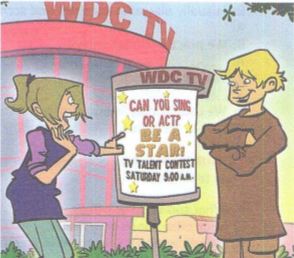 WDC TV
WDC TV
CAN YOU SING
OR ACT?
BE A
STAR!
TV TALENT CONTEST
SATURDAY 9:00 A.M.